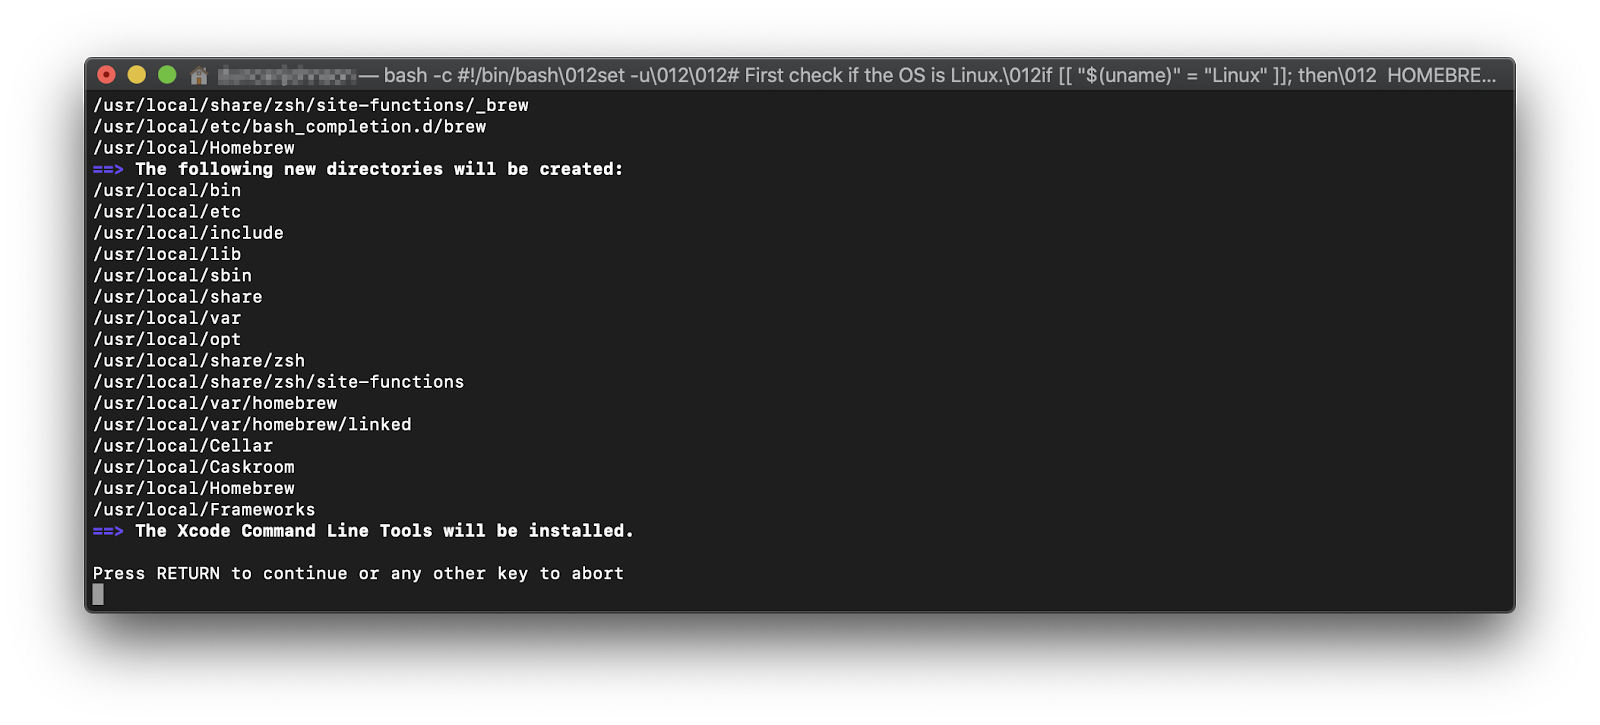 — bash -c #!/bin/bash\012set -u\012\012# First check if the OS is Linux.\012if [[ "$(uname)" = "Linux" ]]; then\012  HOMEBRE...
/usr/local/share/zsh/site-functions/_brew
/usr/local/etc/bash_completion.d/brew
/usr/local/Homebrew
==> The following new directories will be created:
/usr/local/bin
/usr/local/etc
/usr/local/include
/usr/local/lib
/usr/local/sbin
/usr/local/share
/usr/local/var
/usr/local/opt
/usr/local/share/zsh
/usr/local/share/zsh/site-functions
/usr/local/var/homebrew
/usr/local/var/homebrew/linked
/usr/local/Cellar
/usr/local/Caskroom
/usr/local/Homebrew
/usr/local/Frameworks
==> The Xcode Command Line Tools will be installed.
Press RETURN to continue or any other key to abort